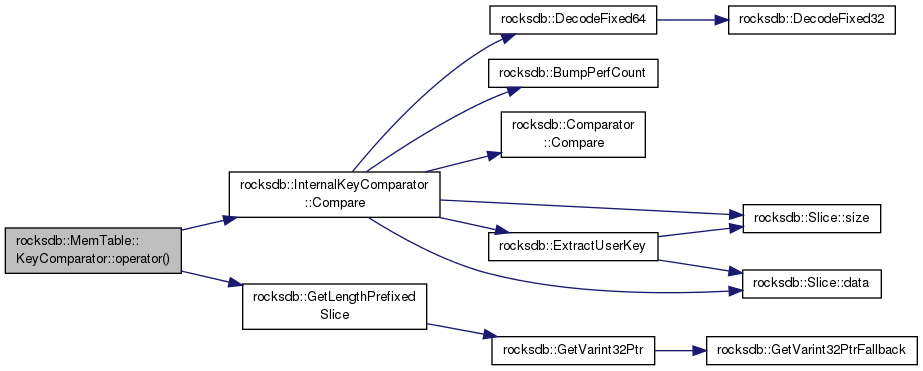 rocksdb::DecodeFixed64
rocksdb::DecodeFixed32
rocksdb::BumpPerfCount
rocksdb::Comparator
::Compare
rocksdb::InternalKeyComparator
::Compare
rocksdb::Slice::size
rocksdb::ExtractUserKey
rocksdb::MemTable::
KeyComparator::operator()
rocksdb::Slice::data
rocksdb::GetLengthPrefixed
Slice
rocksdb::GetVarint32Ptr
rocksdb::GetVarint32PtrFallback